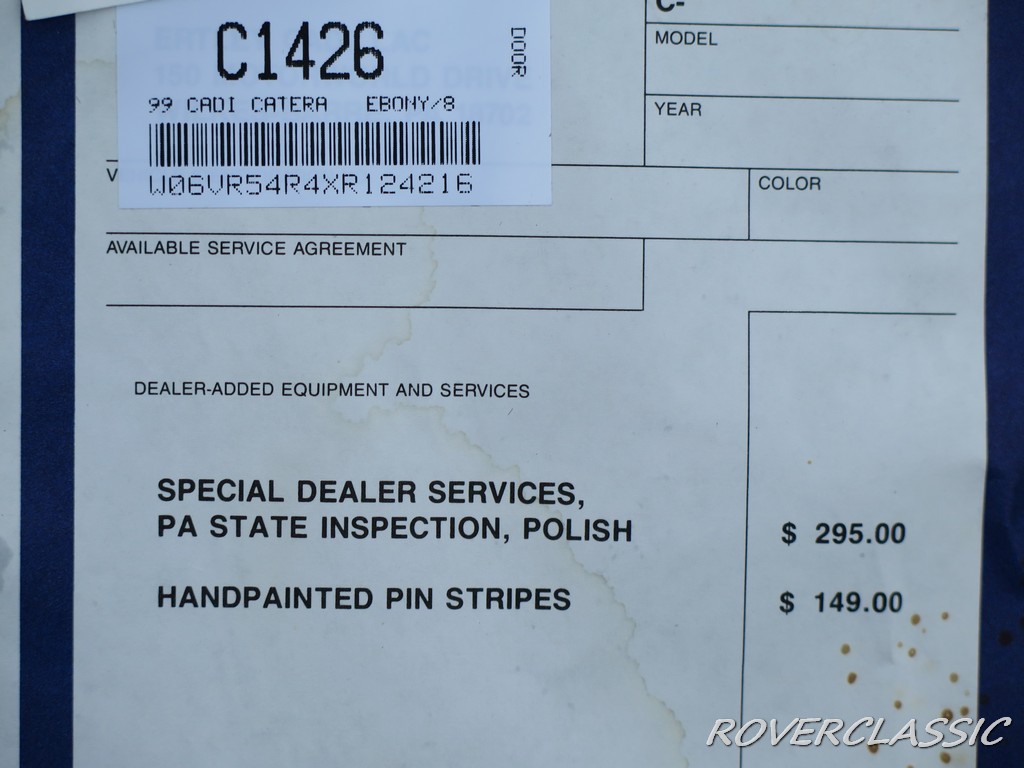 C-
C1426
DOOR
MODEL
99 CADI CATERA EBONY/8
YEAR
W06VR54R4XR124216
V
COLOR
AVAILABLE SERVICE AGREEMENT
DEALER-ADDED EQUIPMENT AND SERVICES
SPECIAL DEALER SERVICES,
PA STATE INSPECTION, POLISH $ 295.00
HANDPAINTED PIN STRIPES $ 149.00
ROVERCLASSIC